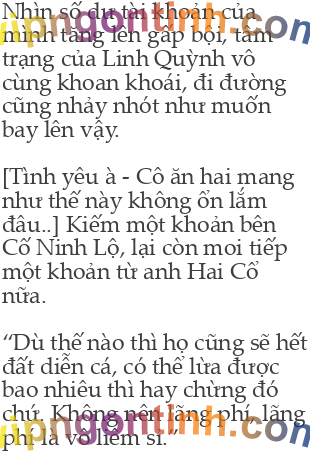 Nhìn số dư tài khoản của
mình tăng lên gấp bội, tâm
trạng của Linh Quỳnh vô
cùng khoan khoái, đi đường
cũng nhảy nhót như muốn
bay lên vậy.
[Tình yêu à - Cô ăn hai mang
như thế này không ổn lắm
đâu..] Kiếm một khoản bên
Cố Ninh Lộ, lại còn moi tiếp
một khoản từ anh Hai Cổ
nữa.
“Dù thế nào thì họ cũng sẽ hết
đất diễn cá, có thể lừa được
bao nhiêu thì hay chừng đó
chứ. Không nên lãng phí, lãng
phí là vô liêm sỉ.”
vipngontinh.com
vipngontinh.com